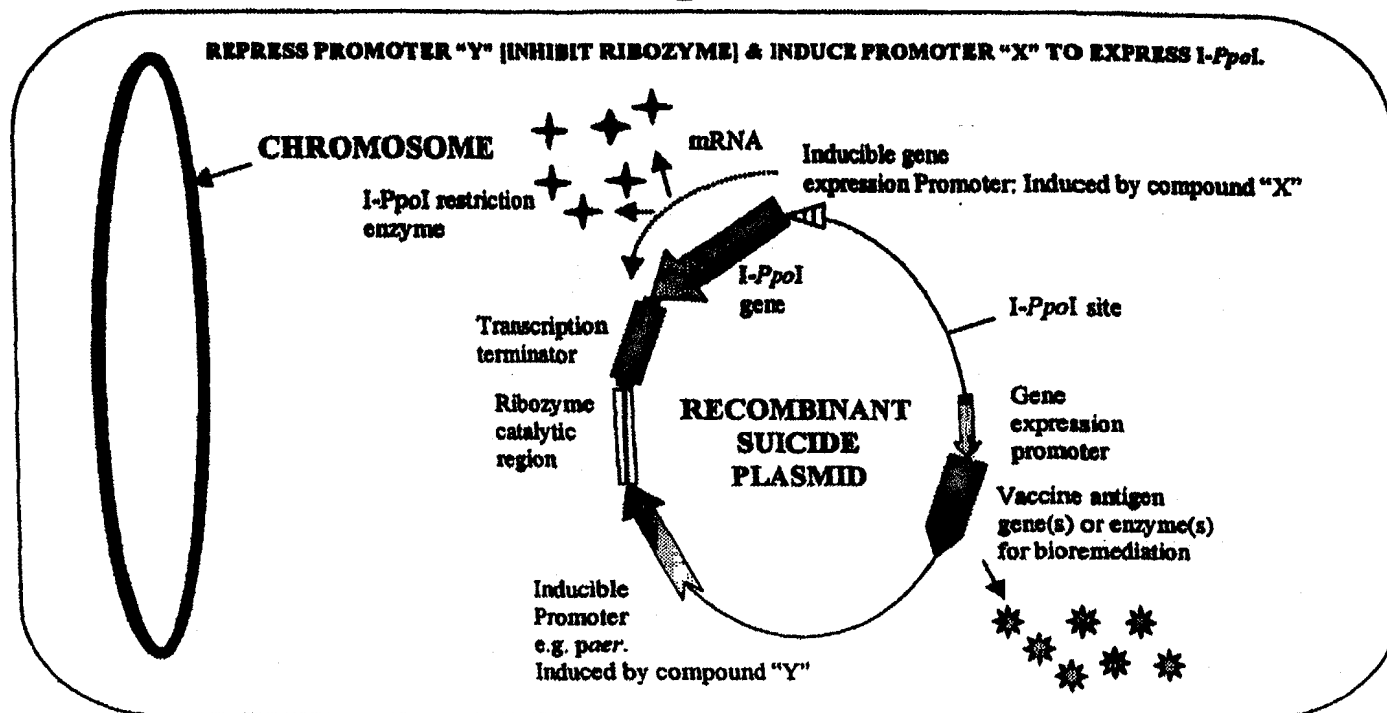 REPRESS PROMOTER "Y" [INHIBIT RIBOZYME] & INDUCE PROMOTER "X" TO EXPRESS I-PpoI.
CHROMOSOME
mRNA
Inducible gene
expression Promoter: Induced by compound "X"
I-PpoI restriction
enzyme
I-PpoI
gene
I-PpoI site
Transcription
terminator
Ribozyme
catalytic
region
RECOMBINANT
SUICIDE
PLASMID
Gene
expression
promoter
Vaccine antigen
gene(s) or enzyme(s)
for bioremediation
Inducible
Promoter
e.g. paer.
Induced by compound "Y"